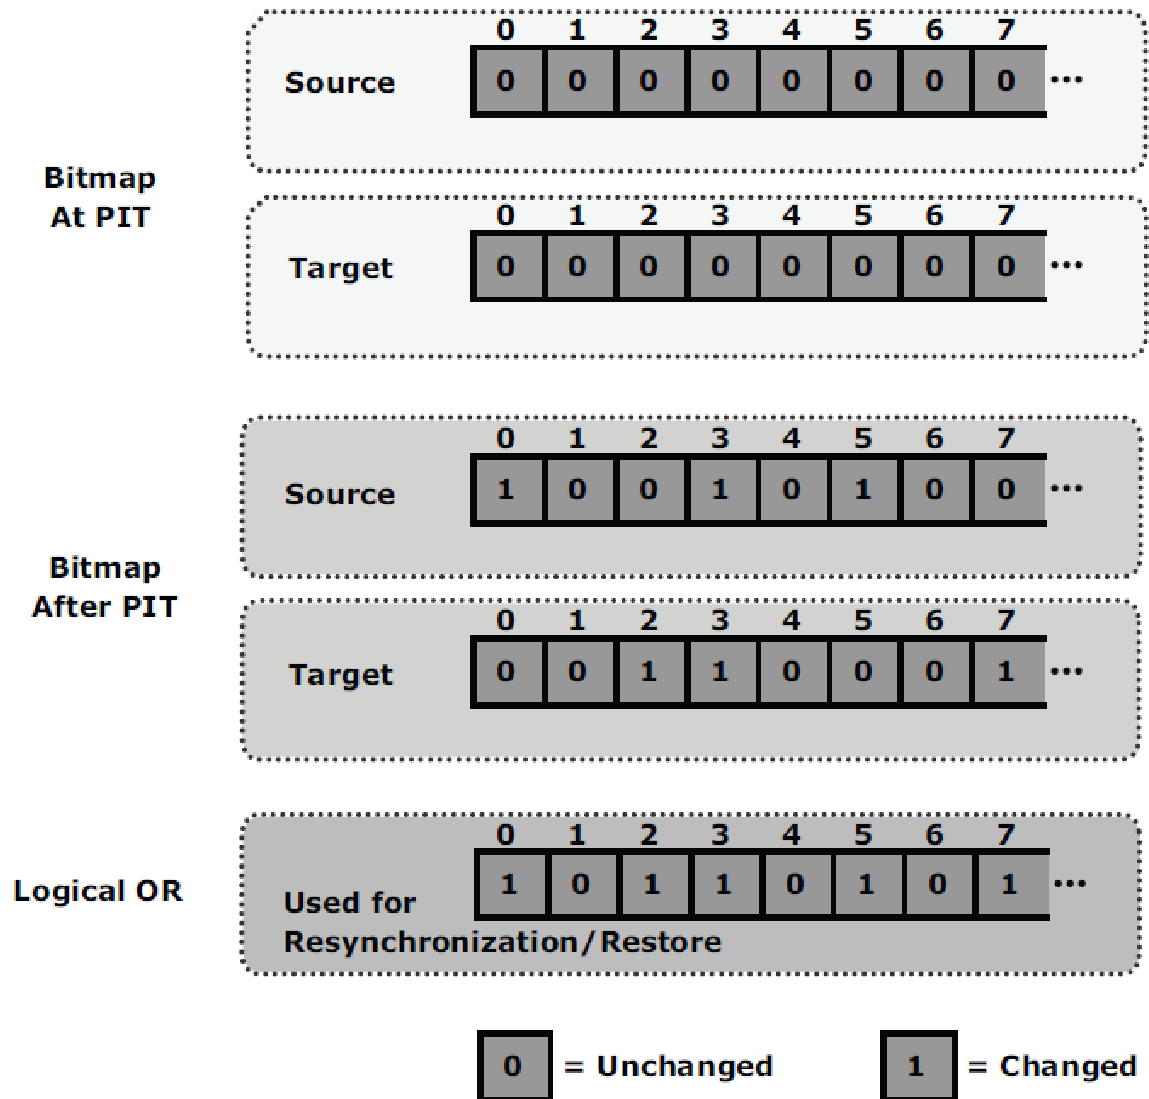 0 1 2 3 4 5 6 7
Source 0 0 0 0 0 0 0 0 ...
Bitmap
At PIT
0 1 2 3 4 5 6 7
Target 0 0 0 0 0 0 0 0 ...
0 1 2 3 4 5 6 7
Source 1 0 0 1 0 1 0 0 ...
Bitmap
After PIT
0 1 2 3 4 5 6 7
Target 0 0 1 1 0 0 0 1 ...
0 1 2 3 4 5 6 7
Logical OR
1 0 1 1 0 1 0 1 ...
Used for
Resynchronization/Restore
0 = Unchanged 1 = Changed